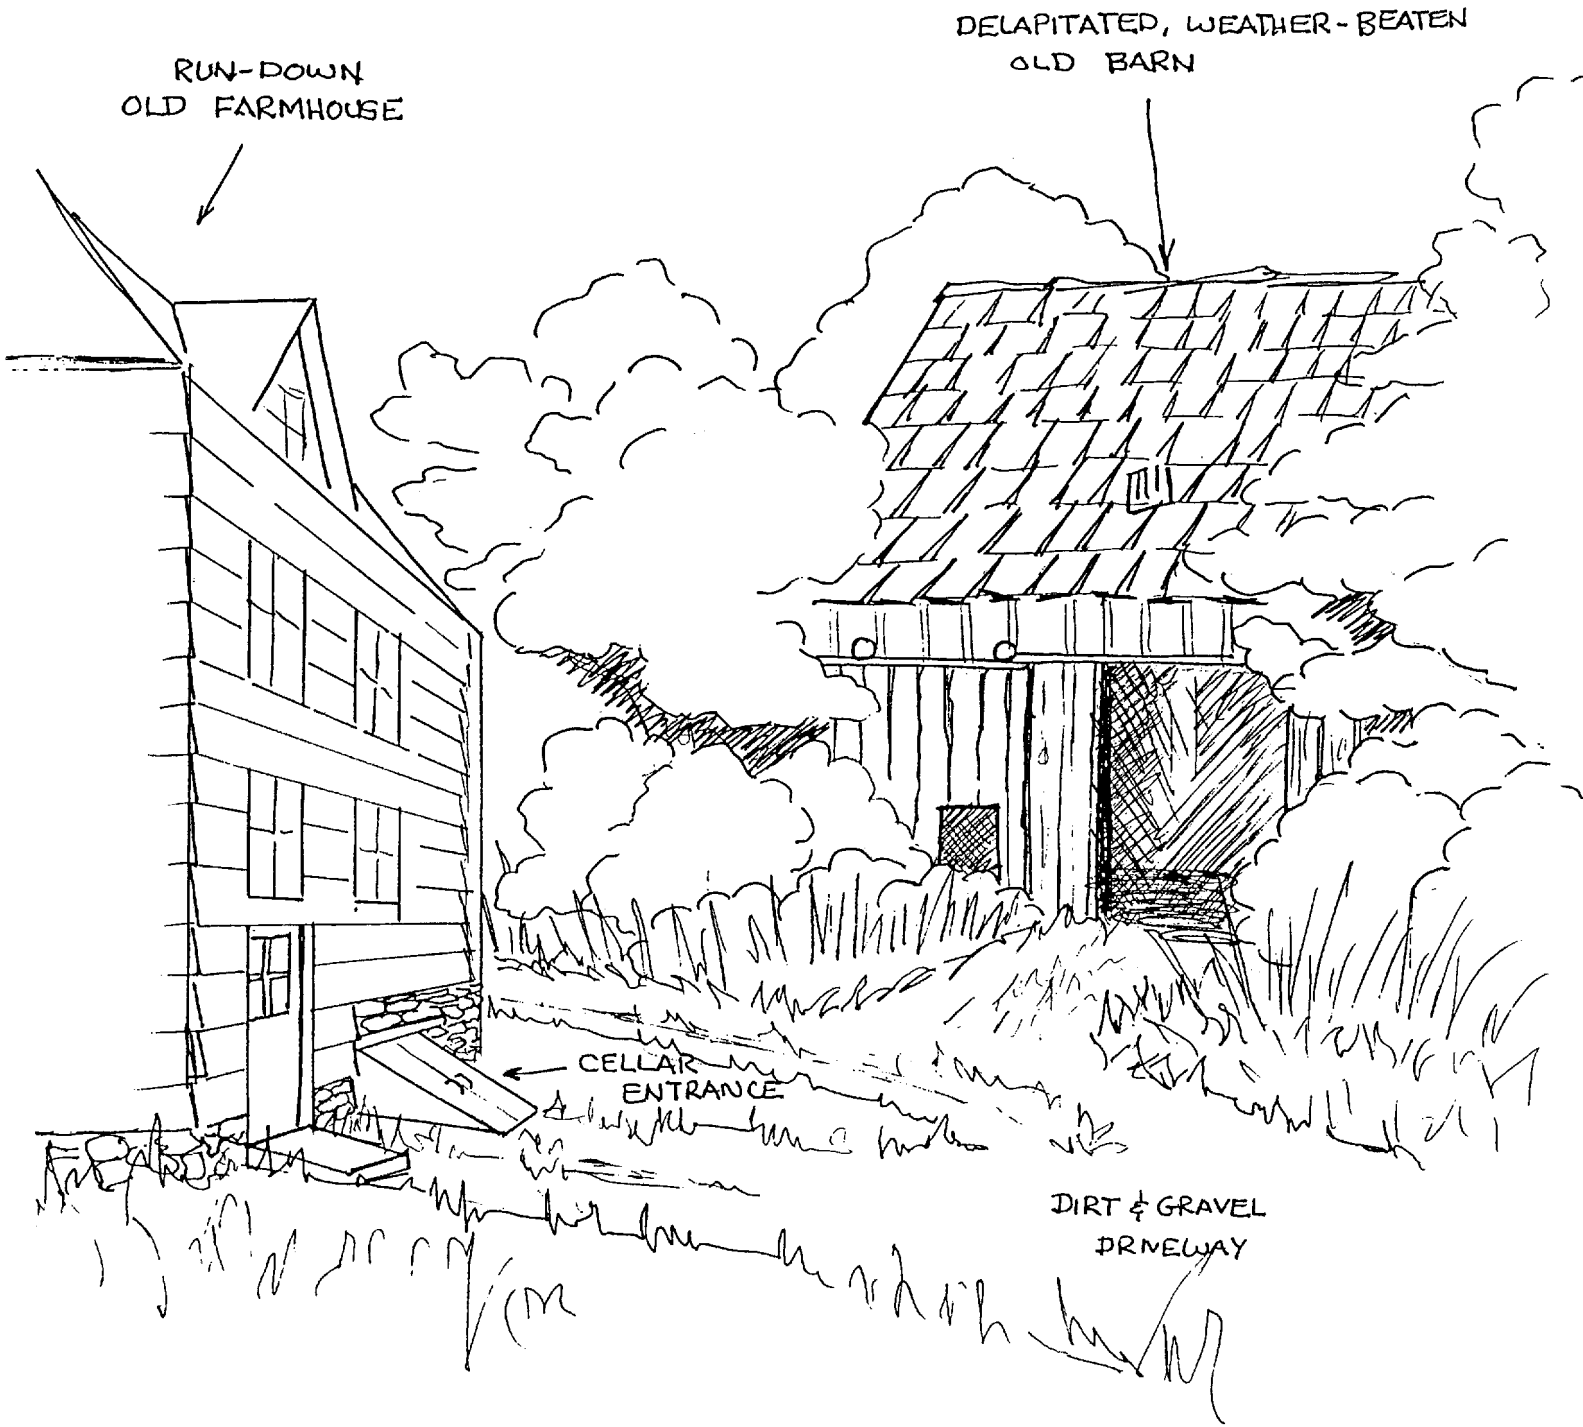 RUN-DOWN
OLD FARMHOUSE
DELAPITATED, WEATHER-BEATEN
OLD BARN
CELLAR
ENTRANCE
DIRT & GRAVEL
DRIVEWAY